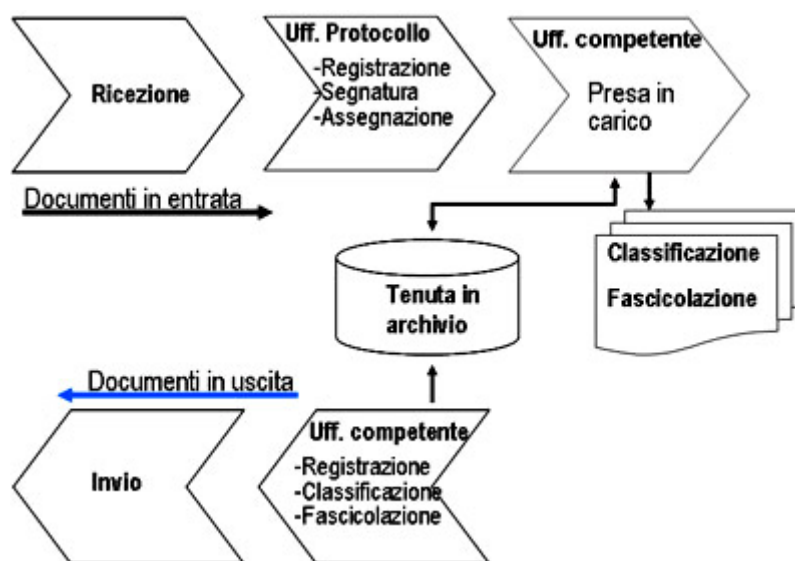 Ricezione
Uff. Protocollo
-Registrazione
-Segnatura
-Assegnazione
Uff. competente
Presa in
carico
Documenti in entrata
Classificazione
Fascicolazione
Tenuta in
archivio
Documenti in uscita
Invio
Uff. competente
-Registrazione
-Classificazione
-Fascicolazione